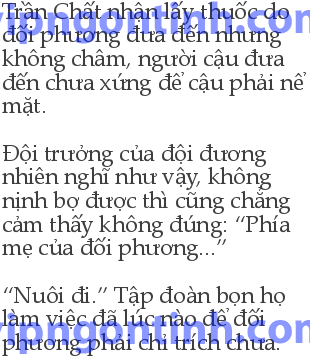 Trần Chất nhận lấy thuốc do
đối phương đưa đến nhưng
không châm, người cậu đưa
đến chưa xứng để cậu phải nể
mặt.
Đội trưởng của đội đương
nhiên nghĩ như vậy, không
nịnh bợ được thì cũng chẳng
cảm thấy không đúng: “Phía
mẹ của đối phương...”
“Nuôi đi.” Tập đoàn bọn họ
làm việc đã lúc nào để đối
phương phải chỉ trích chưa.